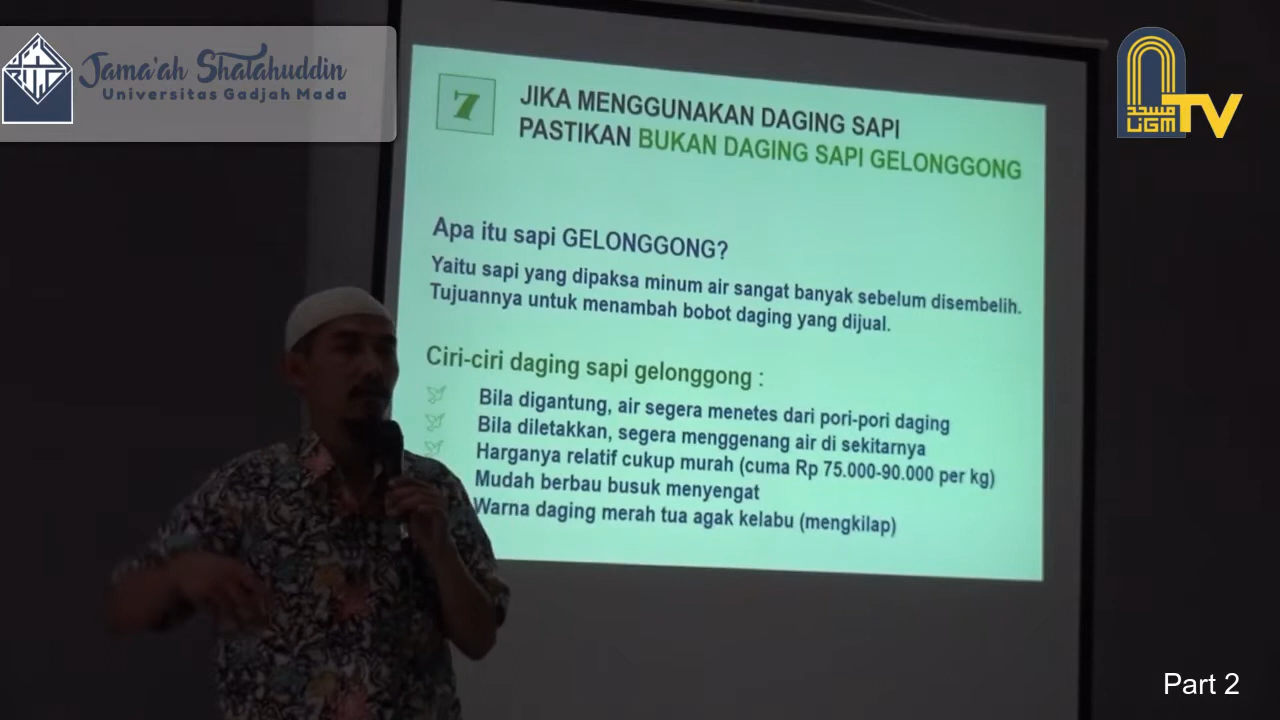 Jama'ah Shalahuddin
Universitas Gadjah Mada
مسجد
UGM
TV
7
JIKA MENGGUNAKAN DAGING SAPI
PASTIKAN BUKAN DAGING SAPI GELONGGONG
Apa itu sapi GELONGGONG?
Yaitu sapi yang dipaksa minum air sangat banyak sebelum disembelih.
Tujuannya untuk menambah bobot daging yang dijual.
Ciri-ciri daging sapi gelonggong :
Bila digantung, air segera menetes dari pori-pori daging
Bila diletakkan, segera menggenang air di sekitarnya
Harganya relatif cukup murah (cuma Rp 75.000-90.000 per kg)
Mudah berbau busuk menyengat
Warna daging merah tua agak kelabu (mengkilap)
Part 2